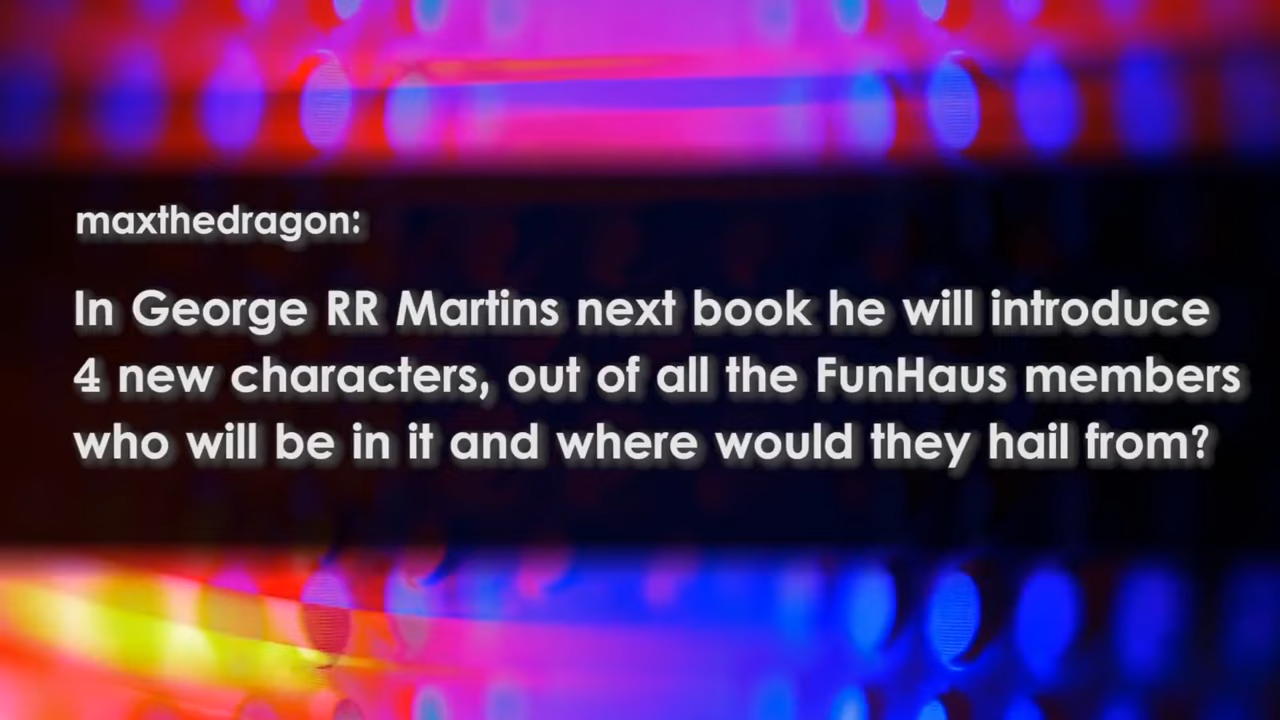 maxthedragon:
In George RR Martins next book he will introduce
4 new characters, out of all the FunHaus members
who will be in it and where would they hail from?